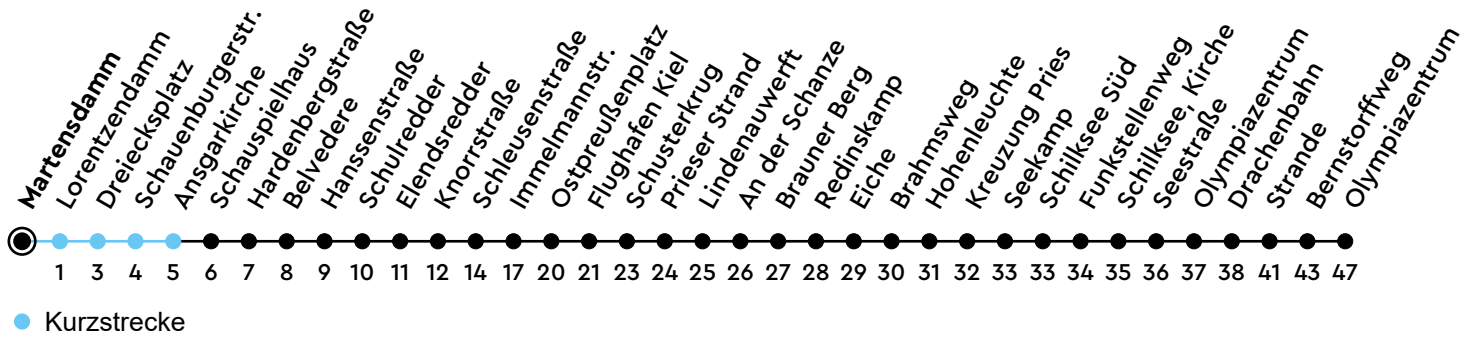 Martensdamm
Lorentzendamm
Dreiecksplatz
Schauenburgerstr.
Ansgarkirche
Schauspielhaus
Hardenbergstraße
Belvedere
Hanssenstraße
Schulredder
Elendsredder
Knorrstraße
Schleusenstraße
Immelmannstr.
Ostpreußenplatz
Flughafen Kiel
Schusterkrug
Prieser Strand
Lindenauwerft
An der Schanze
Brauner Berg
Redinskamp
Eiche
Brahmsweg
Hohenleuchte
Kreuzung Pries
Seekamp
Schilksee Süd
Funkstellenweg
Schilksee, Kirche
Seestraße
Olympiazentrum
Drachenbahn
Strande
Bernstorffweg
Olympiazentrum
1 3 4 5 6 7 8 9 10 11 12 14 17 20 21 23 24 25 26 27 28 29 30 31 32 33 33 34 35 36 37 38 41 43 47
Kurzstrecke